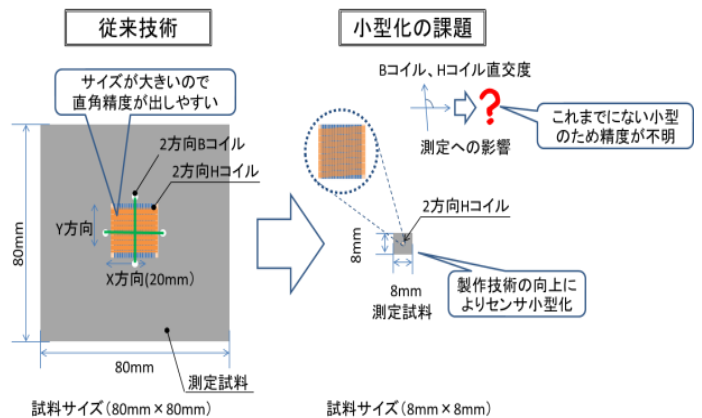 従来技術
小型化の課題
サイズが大きいので
直角精度が出しやすい
Bコイル、Hコイル直交度
?
これまでにない小型
のため精度が不明
測定への影響
2方向Bコイル
2方向Hコイル
Y方向
X方向(20mm)
80mm
80mm
測定試料
2方向Hコイル
8mm
8mm
測定試料
製作技術の向上に
よりセンサ小型化
試料サイズ(80mm×80mm)
試料サイズ(8mm×8mm)